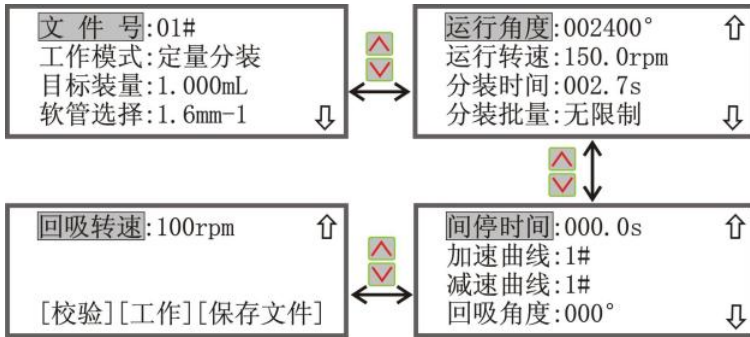 文 件 号:01#
工作模式:定量分装
目标装量:1.000mL
软管选择:1.6mm-1
运行角度:002400°
运行转速:150.0rpm
分装时间:002.7s
分装批量:无限制
间停时间:000.0s
加速曲线:1#
减速曲线:1#
回吸角度:000°
回吸转速:100rpm
[校验][工作][保存文件]